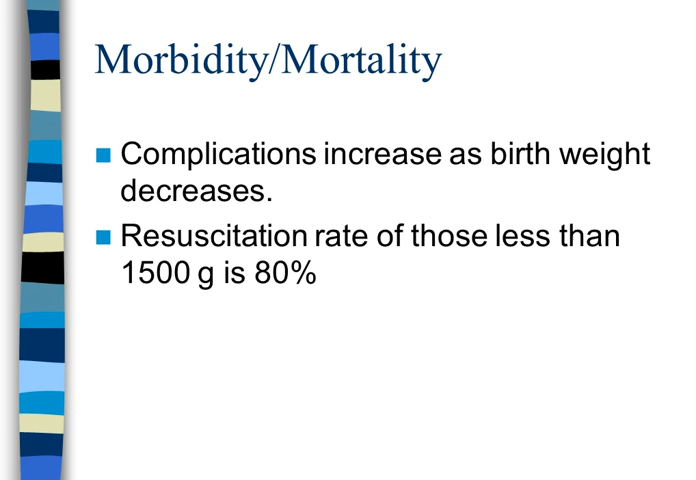 Morbidity/Mortality
Complications increase as birth weight
decreases.
Resuscitation rate of those less than
1500 g is 80%